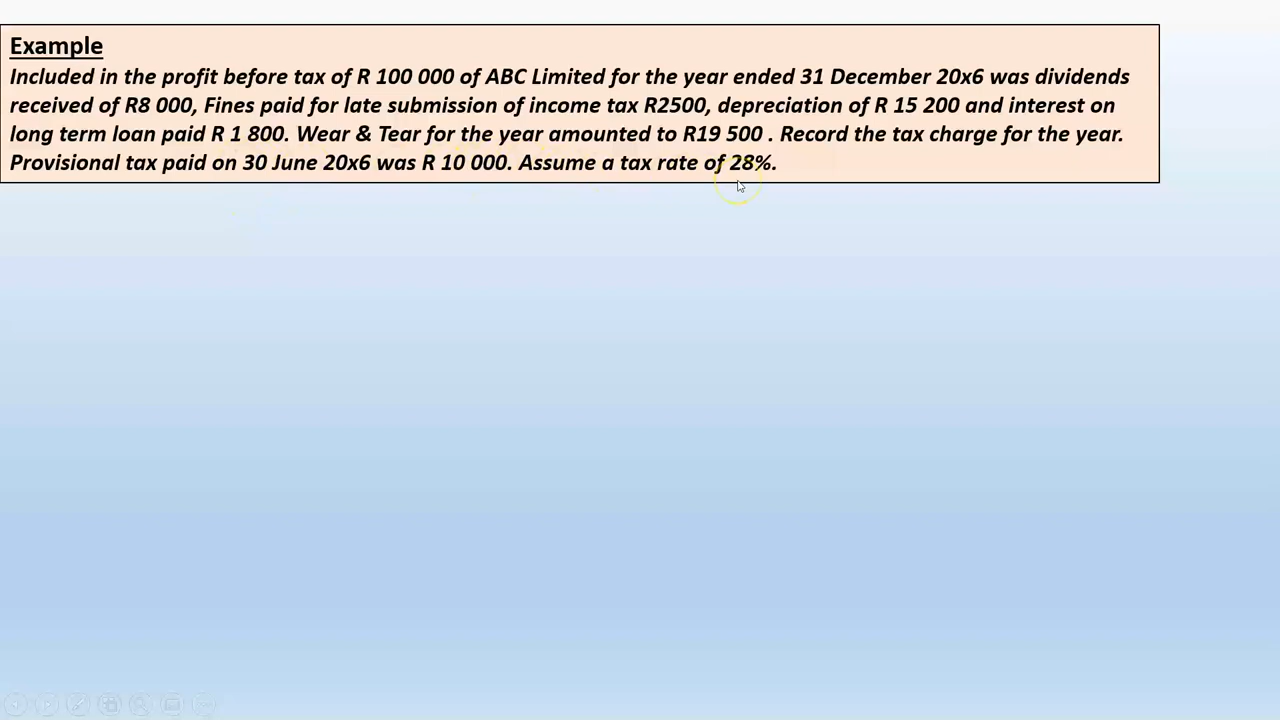 Example
Included in the profit before tax of R 100 000 of ABC Limited for the year ended 31 December 20x6 was dividends
received of R8 000, Fines paid for late submission of income tax R2500, depreciation of R 15 200 and interest on
long term loan paid R 1 800. Wear & Tear for the year amounted to R19 500 . Record the tax charge for the year.
Provisional tax paid on 30 June 20x6 was R 10 000. Assume a tax rate of 28%.